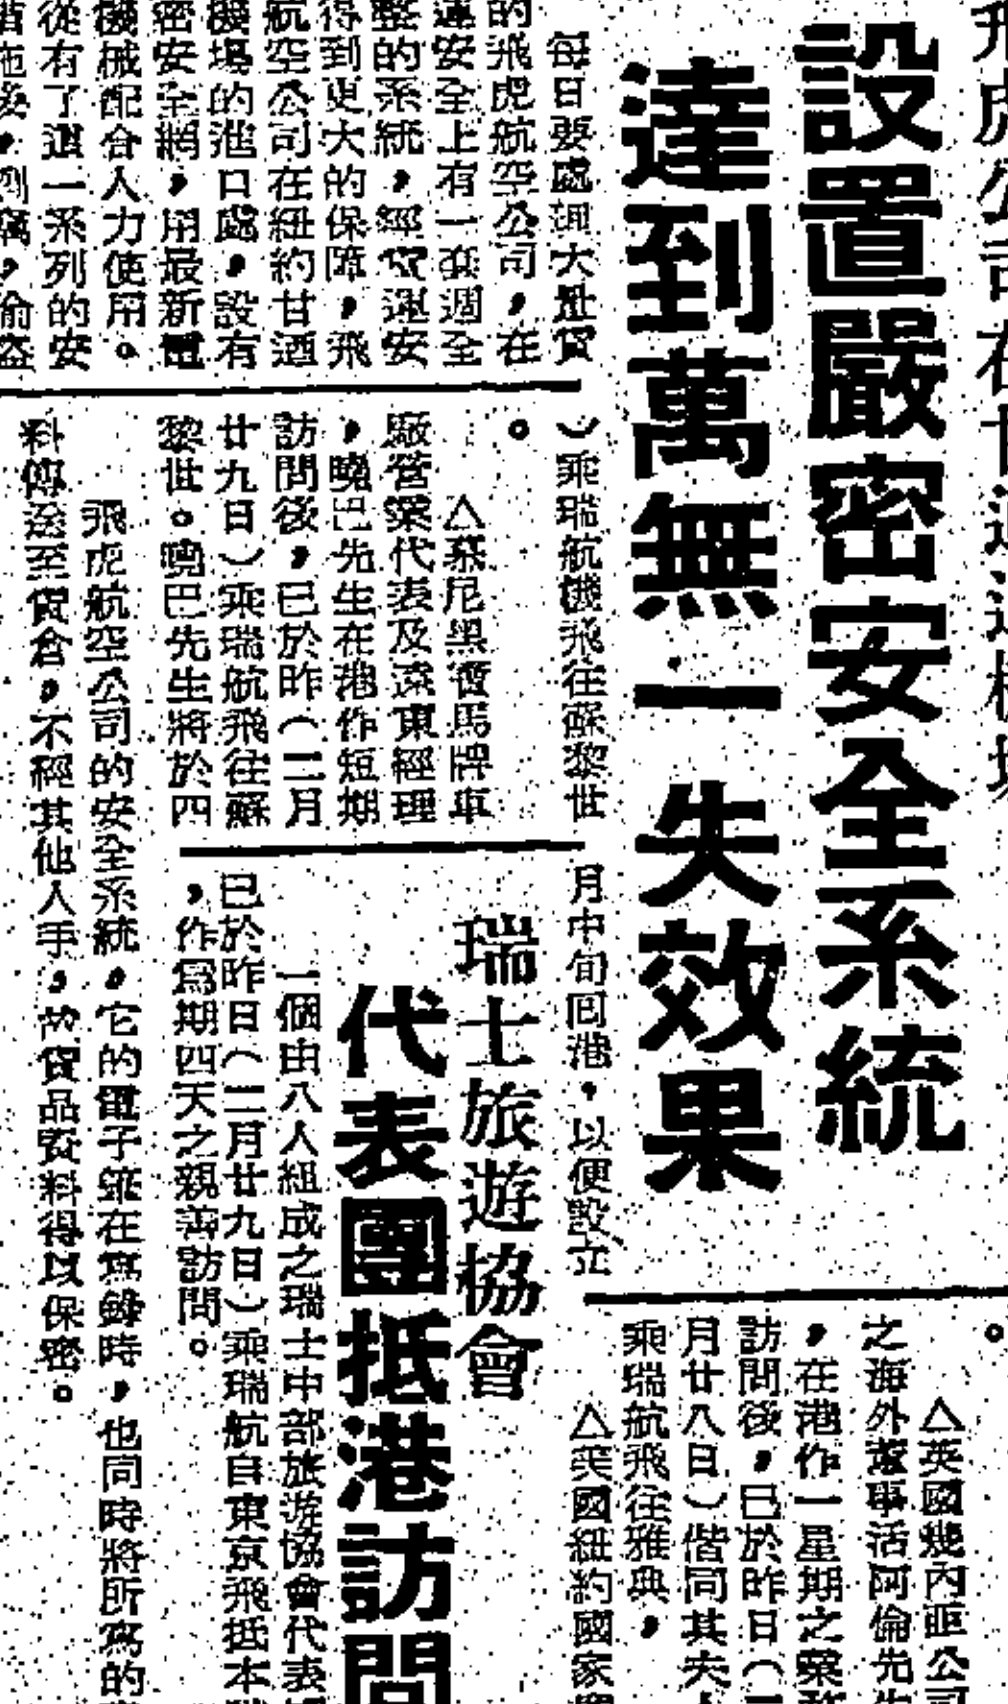 設置嚴密安全系統
達到萬無一失效果
每日要處理大量貨
的飛虎航空公司，在
運安全上有一套週全
整的系統，經常運安
得到更大的保障，飛
航空公司在紐約甘迺
機場的進口處，設有
密安全網，用最新電
機械配合人力使用。
從有了這一系列的安
措施後，剽竊，偷盜
）乘瑞航機飛往蘇黎世
。
△慕尼黑寶馬牌車
廠營業代表及遠東經理
，曉巴先生在港作短期
訪問後，已於昨（二月
廿九日）乘瑞航飛往蘇
黎世。曉巴先生將於四
月中旬回港，以便設立
飛虎航空公司的安全系統，它的電子錶在寫錄時，也同時將所寫的
料傳送至貨倉，不經其他人手，故貨品資料得以保密。
瑞士旅遊協會
代表團抵港訪問
一個由八人組成之瑞士中部旅遊協會代表
已於昨日（二月廿九日）乘瑞航自東京飛抵本
，作爲期四天之親善訪問。
。
△英國幾內亞公司
之海外董事活阿倫先生
，在港作一星期之業務
訪問後，已於昨日（二
月廿八日）偕同其夫人
乘瑞航飛往雅典，
△英國紐約國家